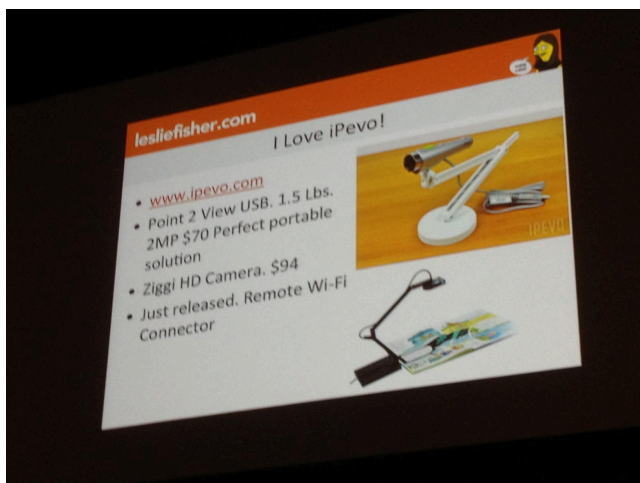 lesliefisher.com
I Love iPevo!
• www.ipevo.com
• Point 2 View USB. 1.5 Lbs.
2MP $70 Perfect portable
solution
• Ziggi HD Camera. $94
• Just released. Remote Wi-Fi
Connector
IPEVO